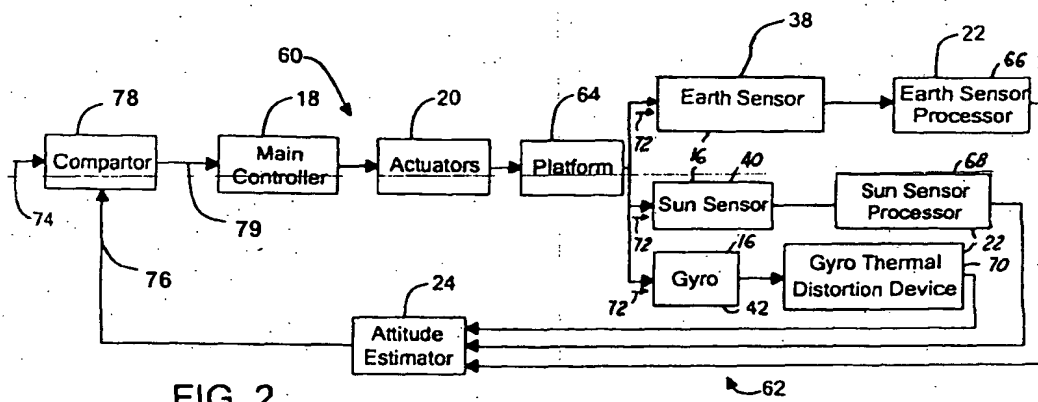 38
22
66
60
78
18
20
64
Earth Sensor
Earth Sensor
Processor
Compartor
Main
Controller
Actuators
Platform
72
16
40
68
74
79
Sun Sensor
Sun Sensor
Processor
72
16
22
76
Gyro
Gyro Thermal
Distortion Device
70
72
42
24
Attitude
Estimator
62
FIG. 2